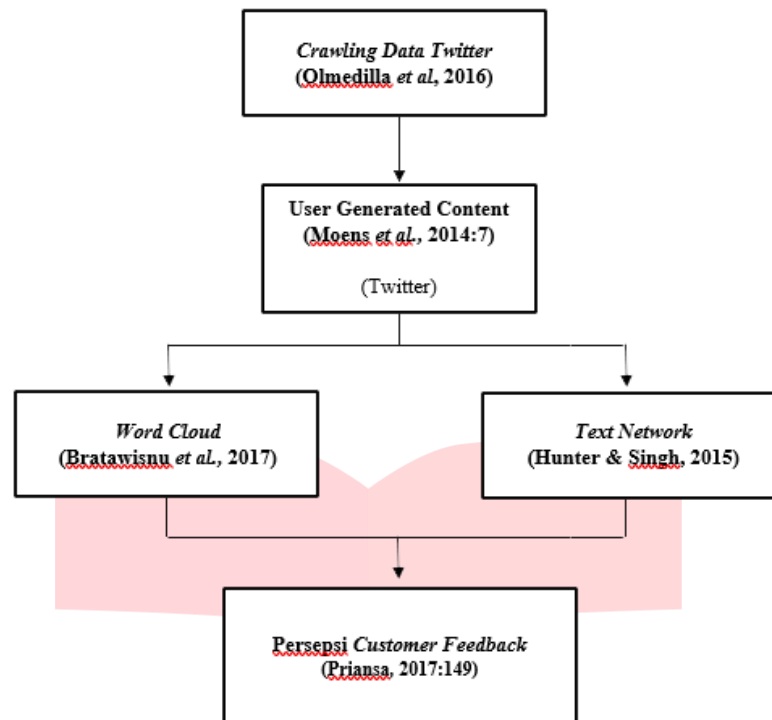 Crawling Data Twitter
(Olmedilla et al, 2016)
User Generated Content
(Moens et al., 2014:7)
(Twitter)
Word Cloud
(Bratawisnu et al., 2017)
Text Network
(Hunter & Singh, 2015)
Persepsi Customer Feedback
(Priansa, 2017:149)